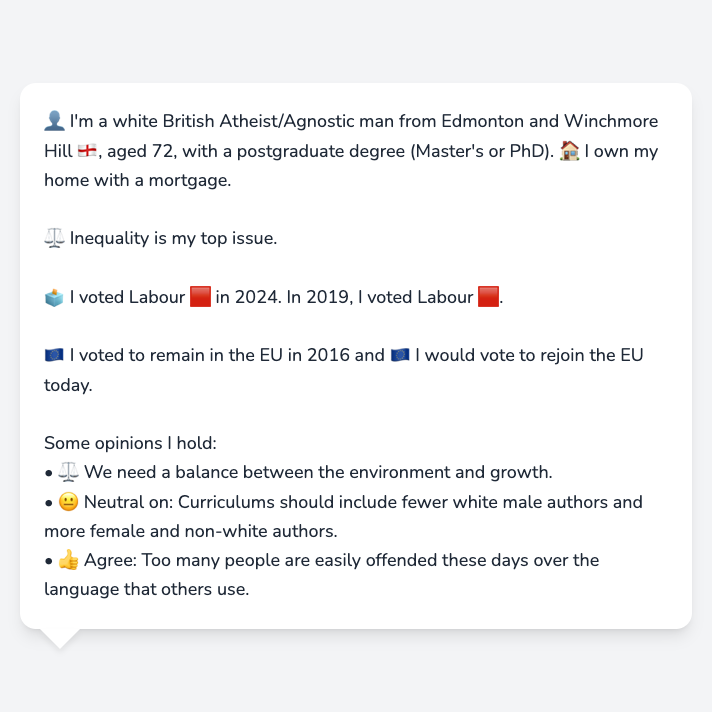 👤 I'm a white British Atheist/Agnostic man from Edmonton and Winchmore
Hill 🏴󠁧󠁢󠁥󠁮󠁧󠁿, aged 72, with a postgraduate degree (Master's or PhD). 🏠 I own my
home with a mortgage.
⚖️ Inequality is my top issue.
🗳️ I voted Labour 🟥 in 2024. In 2019, I voted Labour 🟥.
🇪🇺 I voted to remain in the EU in 2016 and 🇪🇺 I would vote to rejoin the EU
today.
Some opinions I hold:
• ⚖️ We need a balance between the environment and growth.
• 😐 Neutral on: Curriculums should include fewer white male authors and
more female and non-white authors.
• 👍 Agree: Too many people are easily offended these days over the
language that others use.